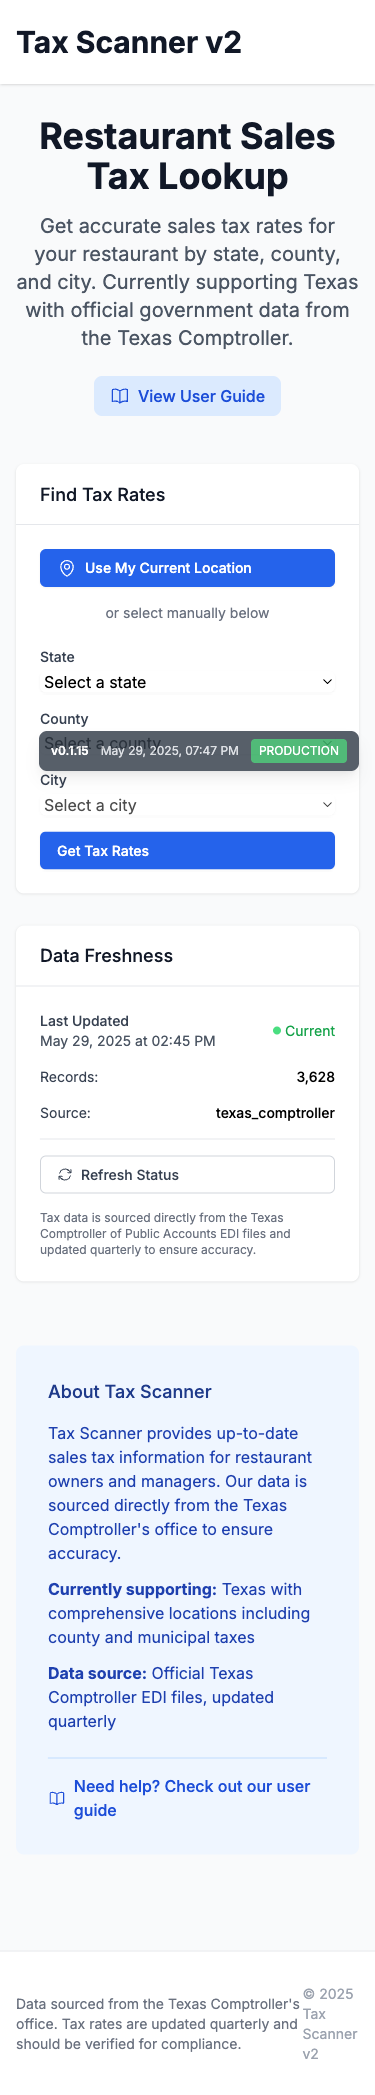 Tax Scanner v2
Restaurant Sales
Tax Lookup
Get accurate sales tax rates for
your restaurant by state, county,
and city. Currently supporting Texas
with official government data from
the Texas Comptroller.
View User Guide
Find Tax Rates
Use My Current Location
or select manually below
State
Select a state
County
Select a county
v0.1.15 May 29, 2025, 07:47 PM PRODUCTION
City
Select a city
Get Tax Rates
Data Freshness
Last Updated
May 29, 2025 at 02:45 PM
Current
Records: 3,628
Source: texas_comptroller
Refresh Status
Tax data is sourced directly from the Texas
Comptroller of Public Accounts EDI files and
updated quarterly to ensure accuracy.
About Tax Scanner
Tax Scanner provides up-to-date
sales tax information for restaurant
owners and managers. Our data is
sourced directly from the Texas
Comptroller's office to ensure
accuracy.
Currently supporting: Texas with
comprehensive locations including
county and municipal taxes
Data source: Official Texas
Comptroller EDI files, updated
quarterly
Need help? Check out our user
guide
Data sourced from the Texas Comptroller's
office. Tax rates are updated quarterly and
should be verified for compliance.
© 2025
Tax
Scanner
v2